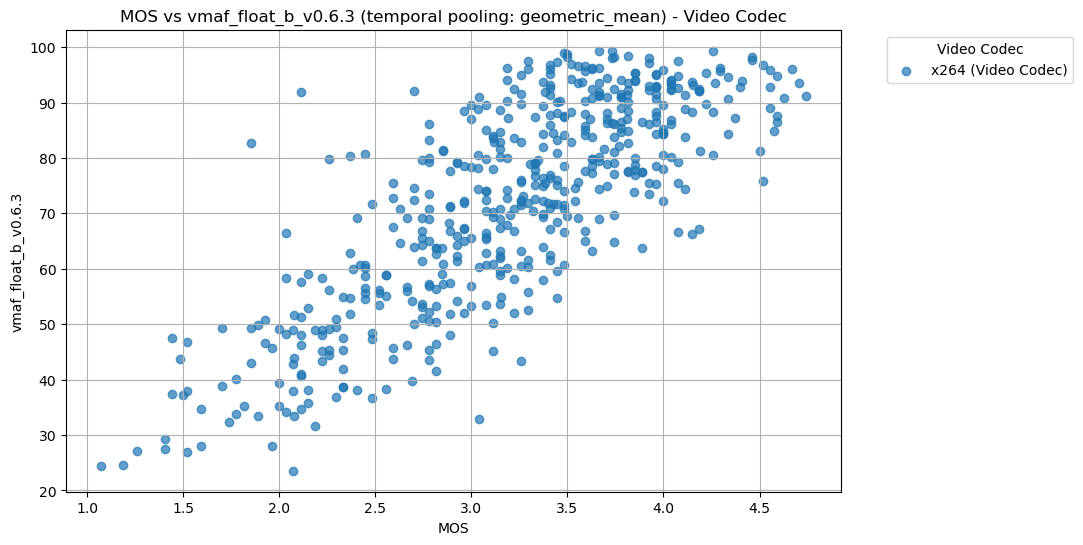 MOS vs vmaf_float_b_v0.6.3 (temporal pooling: geometric_mean) - Video Codec
Video Codec
x264 (Video Codec)
vmaf_float_b_v0.6.3
100
90
80
70
60
50
40
30
20
1.0 1.5 2.0 2.5 3.0 3.5 4.0 4.5
MOS